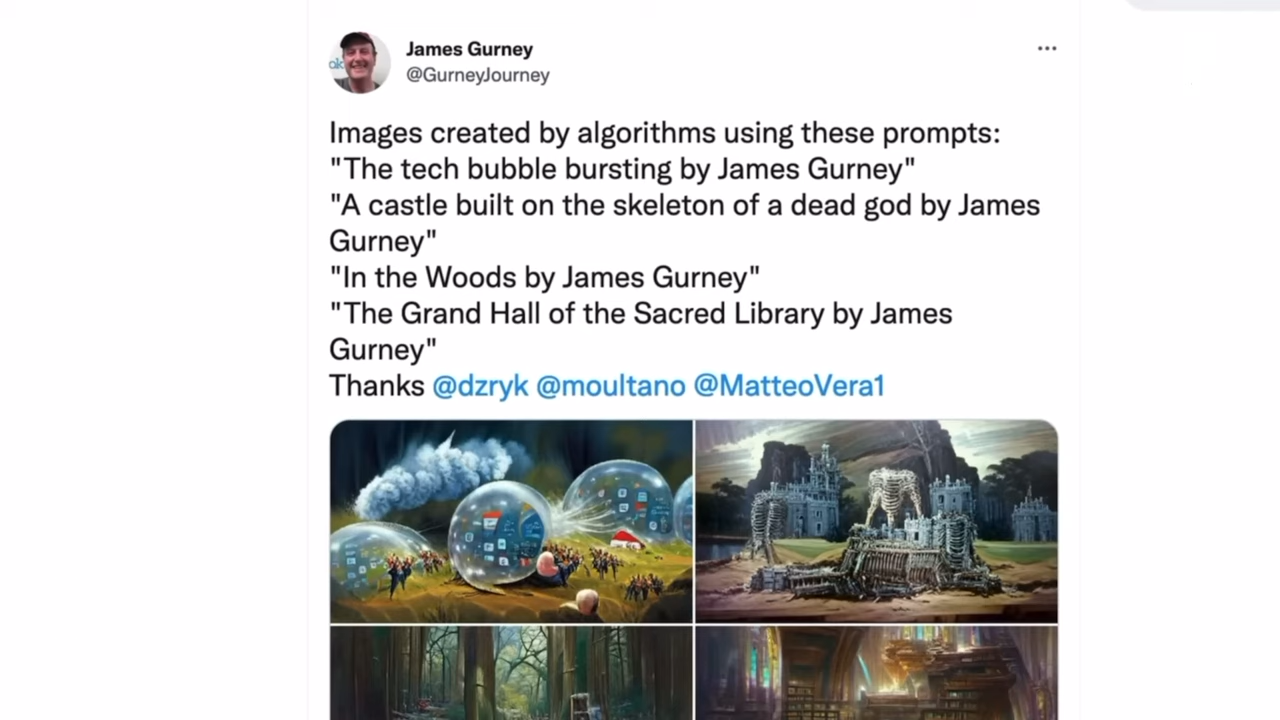 James Gurney
@GurneyJourney
Images created by algorithms using these prompts:
"The tech bubble bursting by James Gurney"
"A castle built on the skeleton of a dead god by James
Gurney"
"In the Woods by James Gurney"
"The Grand Hall of the Sacred Library by James
Gurney"
Thanks @dzryk @moultano @MatteoVera1